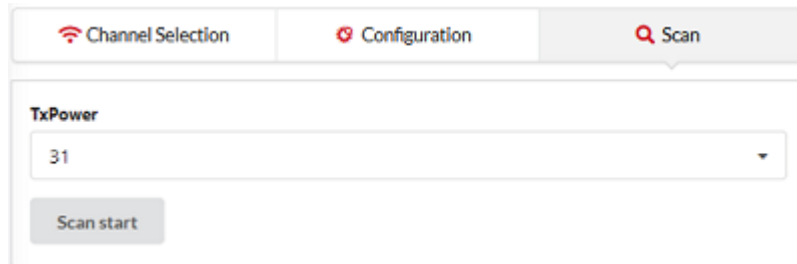 Channel Selection
Configuration
Scan
TxPower
31
Scan start